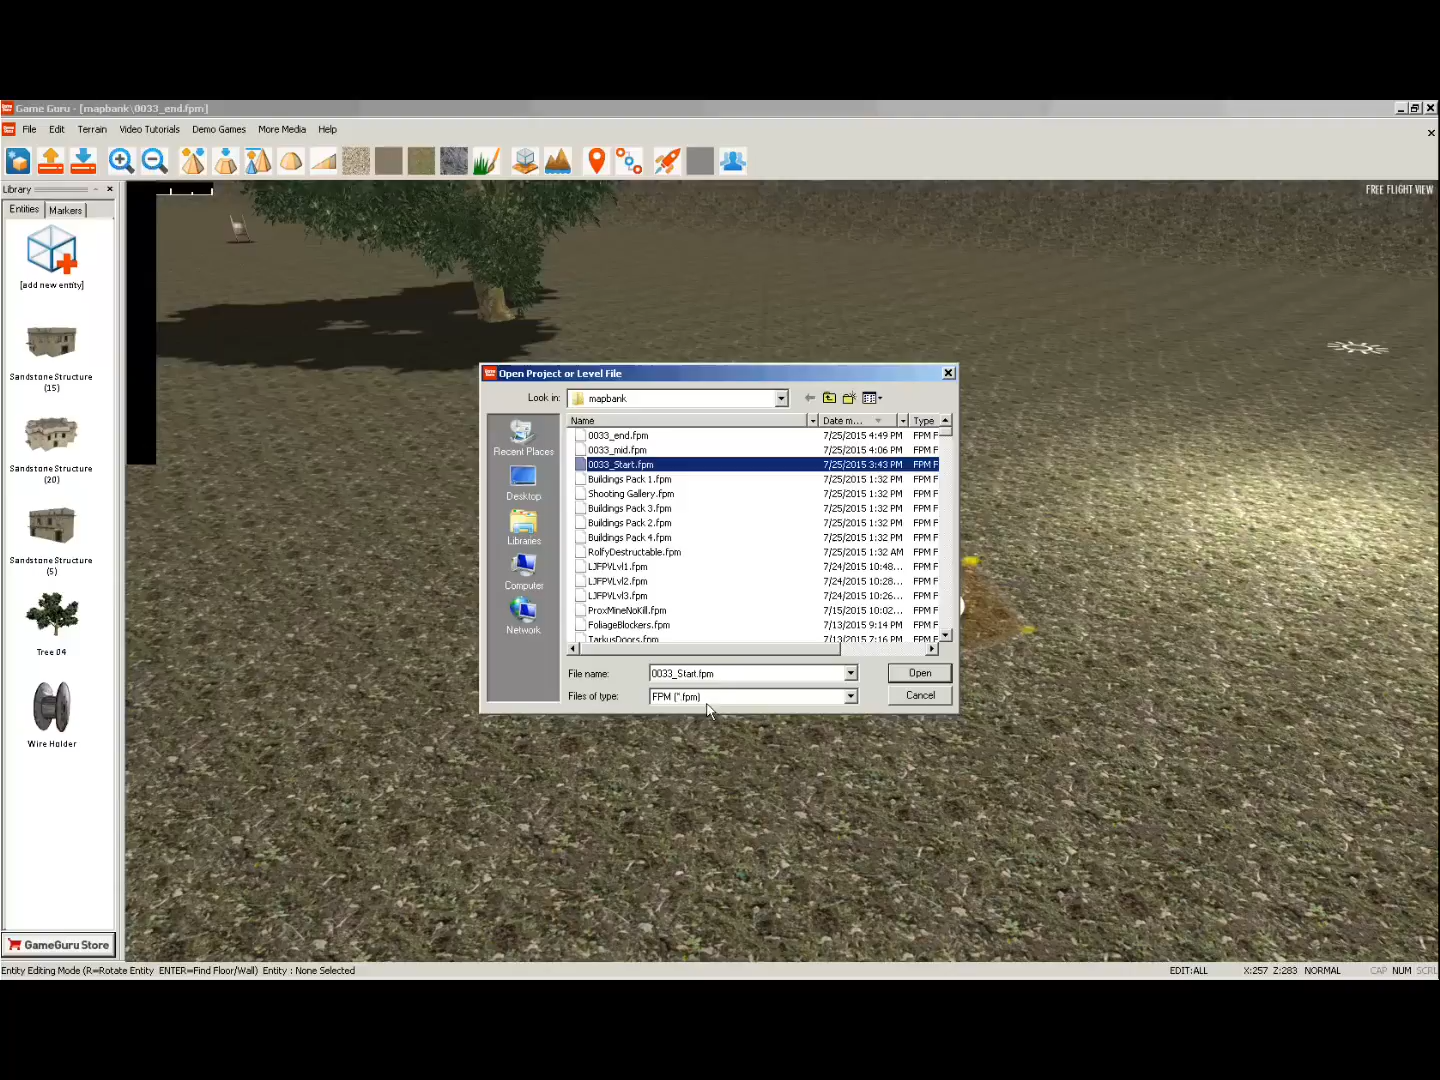 Game Guru - [mapbank\0033_end.fpm]
File Edit Terrain Video Tutorials Demo Games More Media Help
Library
Entities Markers
FREE FLIGHT VIEW
[add new entity]
Sandstone Structure
(15)
Sandstone Structure
(20)
Sandstone Structure
(5)
Tree 04
Wire Holder
GameGuru Store
Open Project or Level File
Look in: mapbank
Name Date m... Type
Recent Places
Desktop
Libraries
Computer
Network
0033_end.fpm 7/25/2015 4:49 PM FPM F
0033_mid.fpm 7/25/2015 4:06 PM FPM F
0033_Start.fpm 7/25/2015 3:43 PM FPM F
Buildings Pack 1.fpm 7/25/2015 1:32 PM FPM F
Shooting Gallery.fpm 7/25/2015 1:32 PM FPM F
Buildings Pack 3.fpm 7/25/2015 1:32 PM FPM F
Buildings Pack 2.fpm 7/25/2015 1:32 PM FPM F
Buildings Pack 4.fpm 7/25/2015 1:32 PM FPM F
RolfyDestructable.fpm 7/25/2015 1:32 AM FPM F
LJFPVLvl1.fpm 7/24/2015 10:48... FPM F
LJFPVLvl2.fpm 7/24/2015 10:28... FPM F
LJFPVLvl3.fpm 7/24/2015 10:26... FPM F
ProxMineNoKill.fpm 7/15/2015 10:02... FPM F
FoliageBlockers.fpm 7/13/2015 9:14 PM FPM F
TarkusDoors.fpm 7/13/2015 7:16 PM FPM F
File name: 0033_Start.fpm Open
Files of type: FPM (*.fpm) Cancel
Entity Editing Mode (R=Rotate Entity ENTER=Find Floor/Wall) Entity : None Selected EDIT:ALL X:257 Z:283 NORMAL CAP NUM SCRL